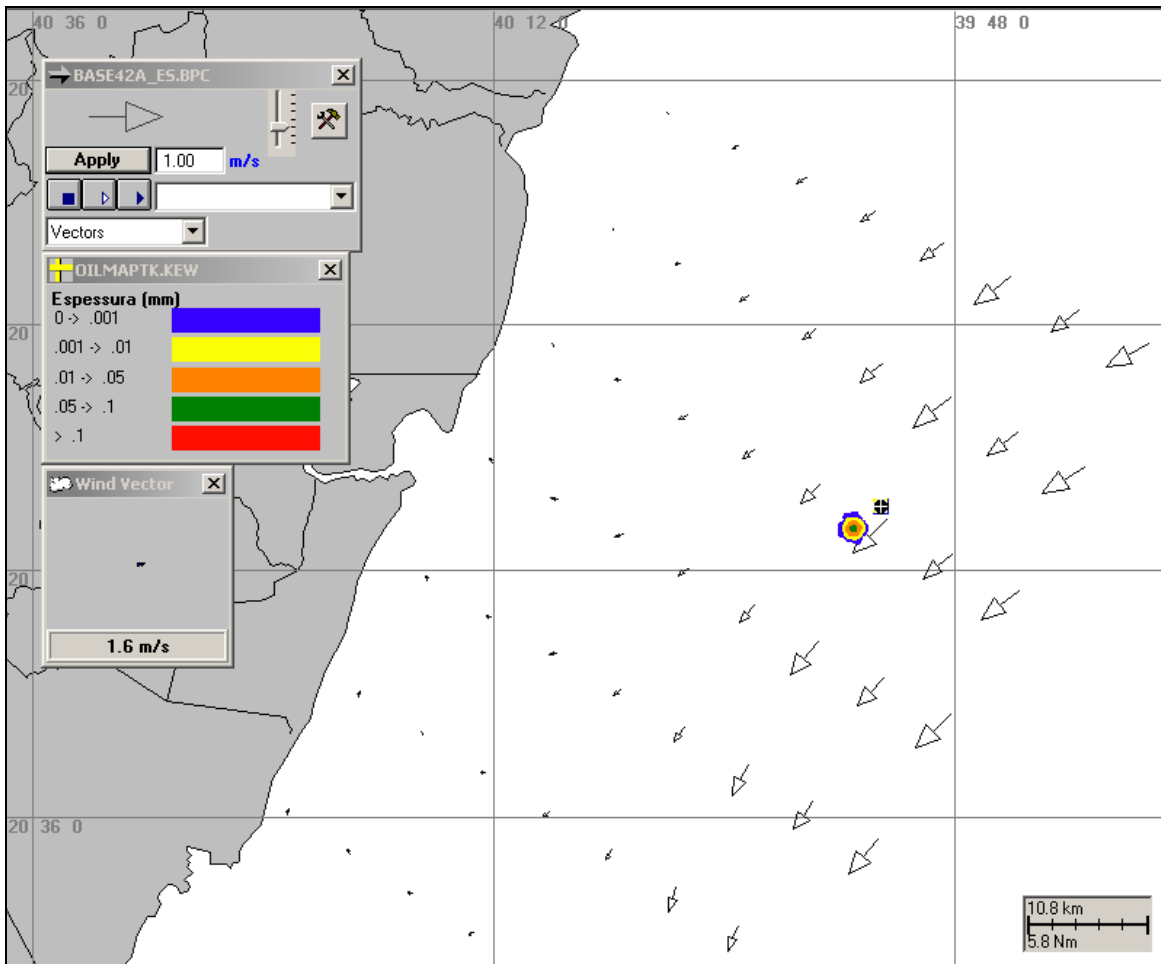 40 36 0
40 12 0
39 48 0
20
BASE42A_ES.BPC
Apply
1.00
m/s
Vectors
OILMAPTK.KEW
Espessura (mm)
0 -> .001
.001 -> .01
.01 -> .05
.05 -> .1
> .1
20
Wind Vector
1.6 m/s
20
20 36 0
10.8 km
5.8 Nm